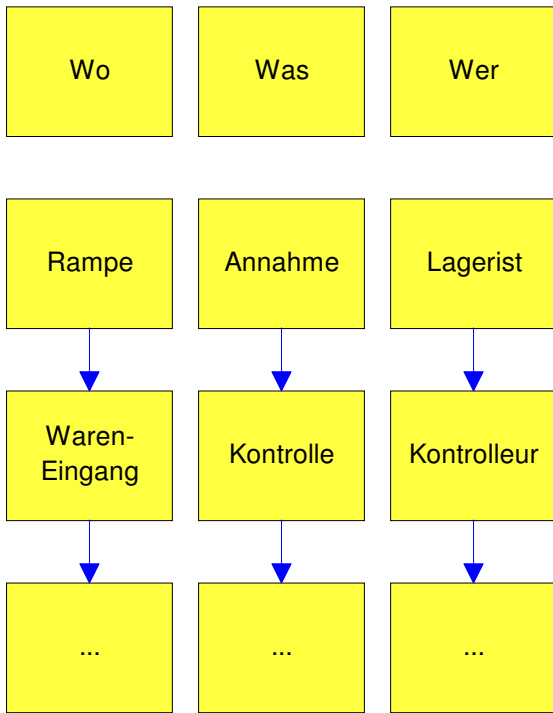 Wo Was Wer
Rampe Annahme Lagerist
Waren-
Eingang
Kontrolle Kontrolleur
... ... ...